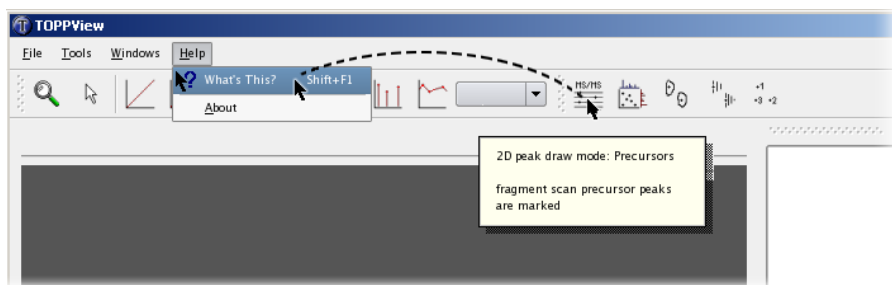 TOPPView
File Tools Windows Help
What's This? Shift+F1
About
MS/MS
+1
+3 +2
2D peak draw mode: Precursors
fragment scan precursor peaks
are marked